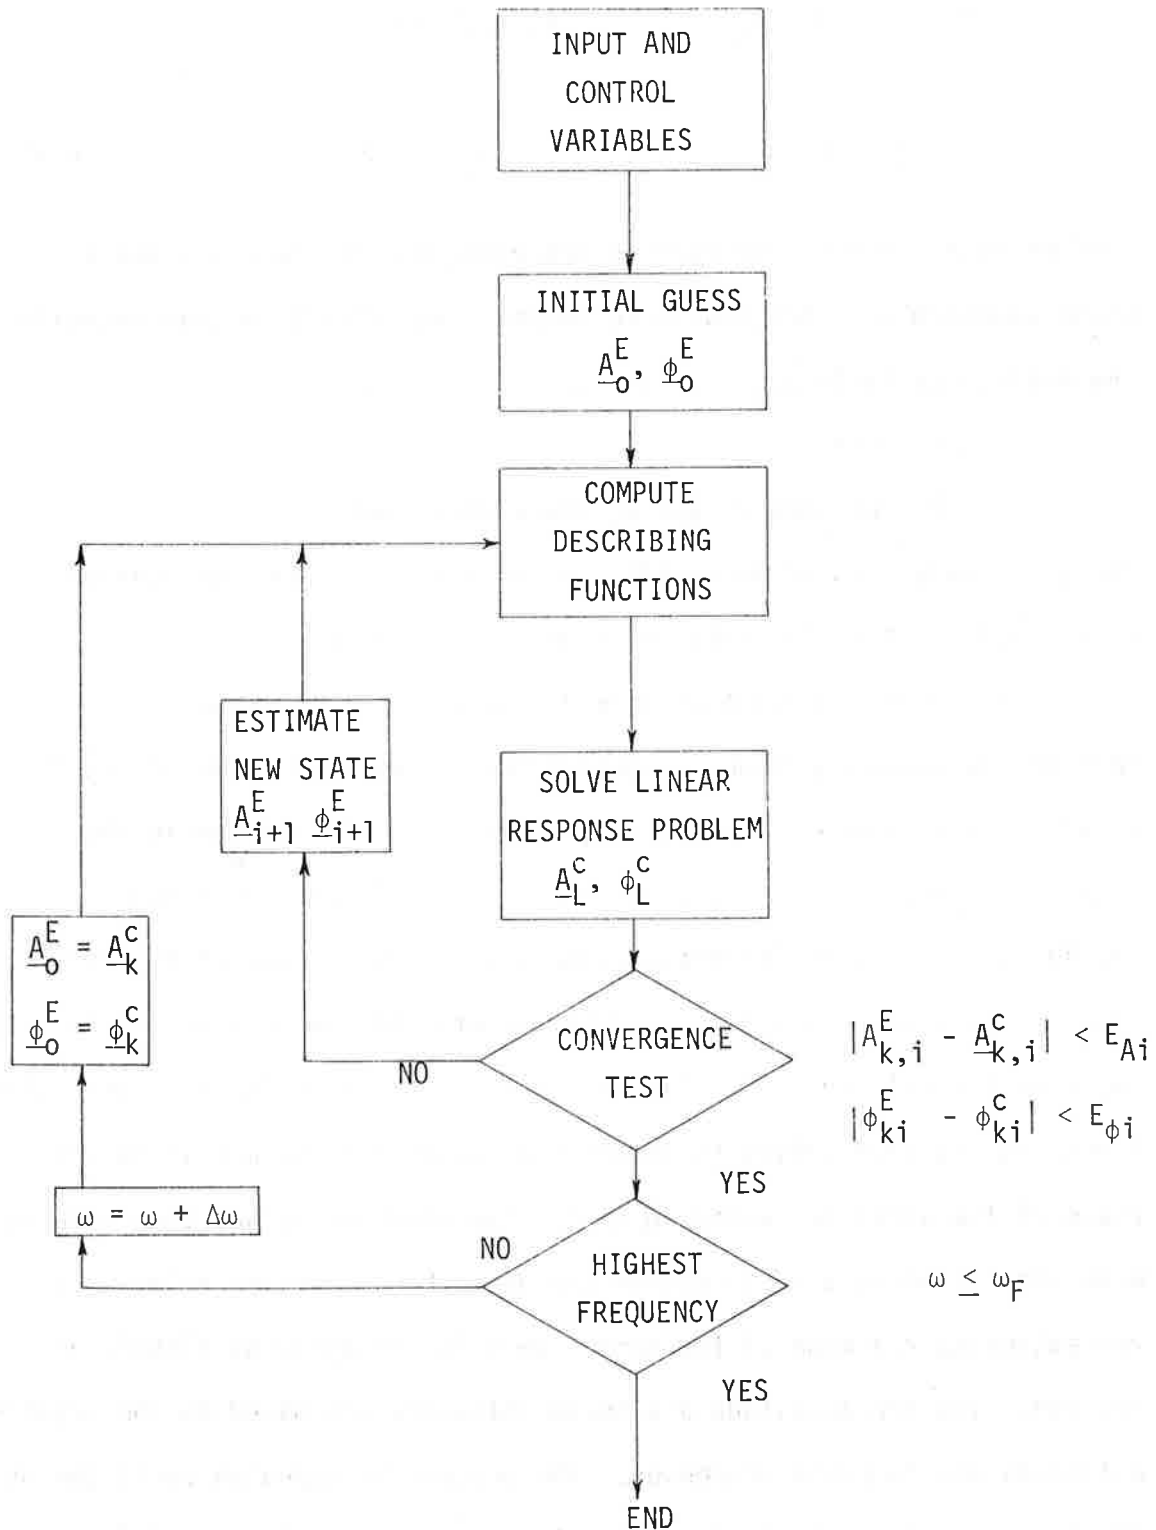 INPUT AND
CONTROL
VARIABLES
INITIAL GUESS
A_o^E, ϕ_o^E
COMPUTE
DESCRIBING
FUNCTIONS
ESTIMATE
NEW STATE
A_{i+1}^E ϕ_{i+1}^E
SOLVE LINEAR
RESPONSE PROBLEM
A_L^C, ϕ_L^C
A_o^E = A_k^C
ϕ_o^E = ϕ_k^C
CONVERGENCE
TEST
NO
|A_{k,i}^E - A_{k,i}^C| < E_{Ai}
|ϕ_{ki}^E - ϕ_{ki}^C| < E_{ϕi}
YES
ω = ω + Δω
NO
HIGHEST
FREQUENCY
ω ≤ ω_F
YES
END